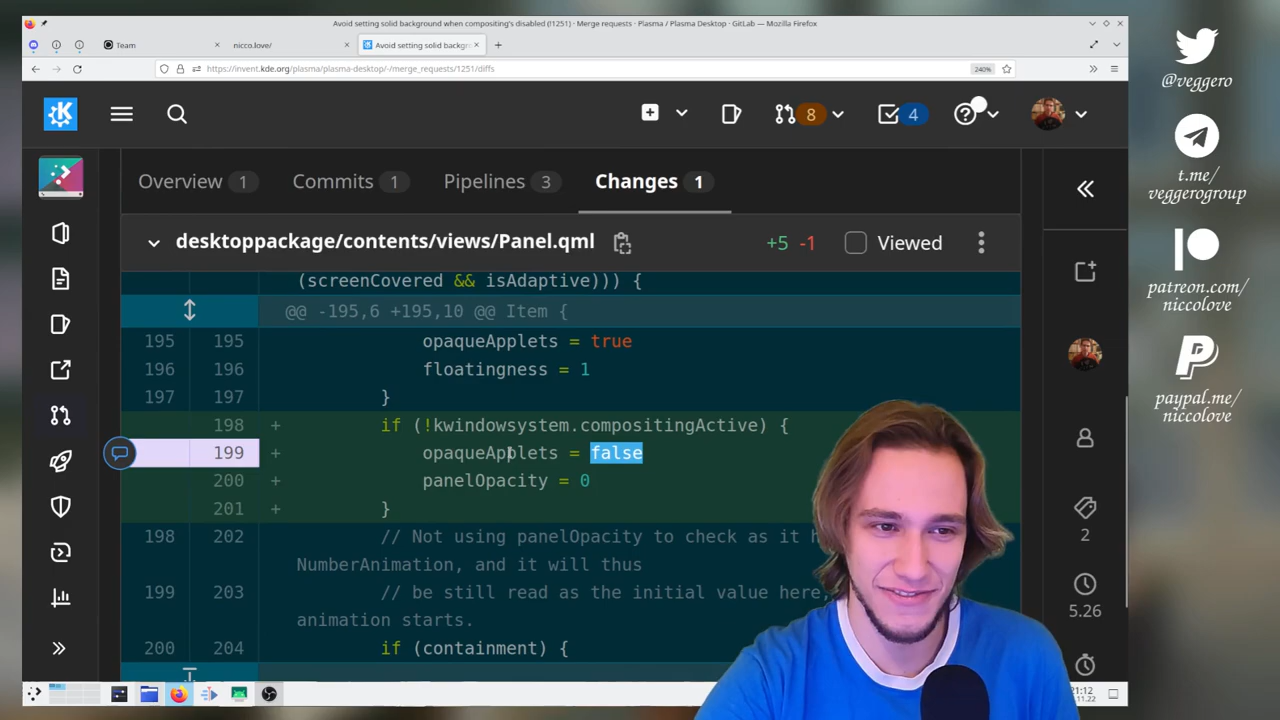 Avoid setting solid background when compositing's disabled (!1251) · Merge requests · Plasma / Plasma Desktop · GitLab — Mozilla Firefox
Team
nicco.love/
Avoid setting solid backgr
https://invent.kde.org/plasma/plasma-desktop/-/merge_requests/1251/diffs
240%
8
4
Overview 1
Commits 1
Pipelines 3
Changes 1
desktoppackage/contents/views/Panel.qml
+5 -1
Viewed
(screenCovered && isAdaptive))) {
@@ -195,6 +195,10 @@ Item {
195 195 opaqueApplets = true
196 196 floatingness = 1
197 197 }
198 + if (!kwindowsystem.compositingActive) {
199 + opaqueApplets = false
200 + panelOpacity = 0
201 + }
198 202 // Not using panelOpacity to check as it
NumberAnimation, and it will thus
199 203 // be still read as the initial value here,
animation starts.
200 204 if (containment) {
2
5.26
21:12
@veggero
t.me/
veggerogroup
patreon.com/
niccolove
paypal.me/
niccolove